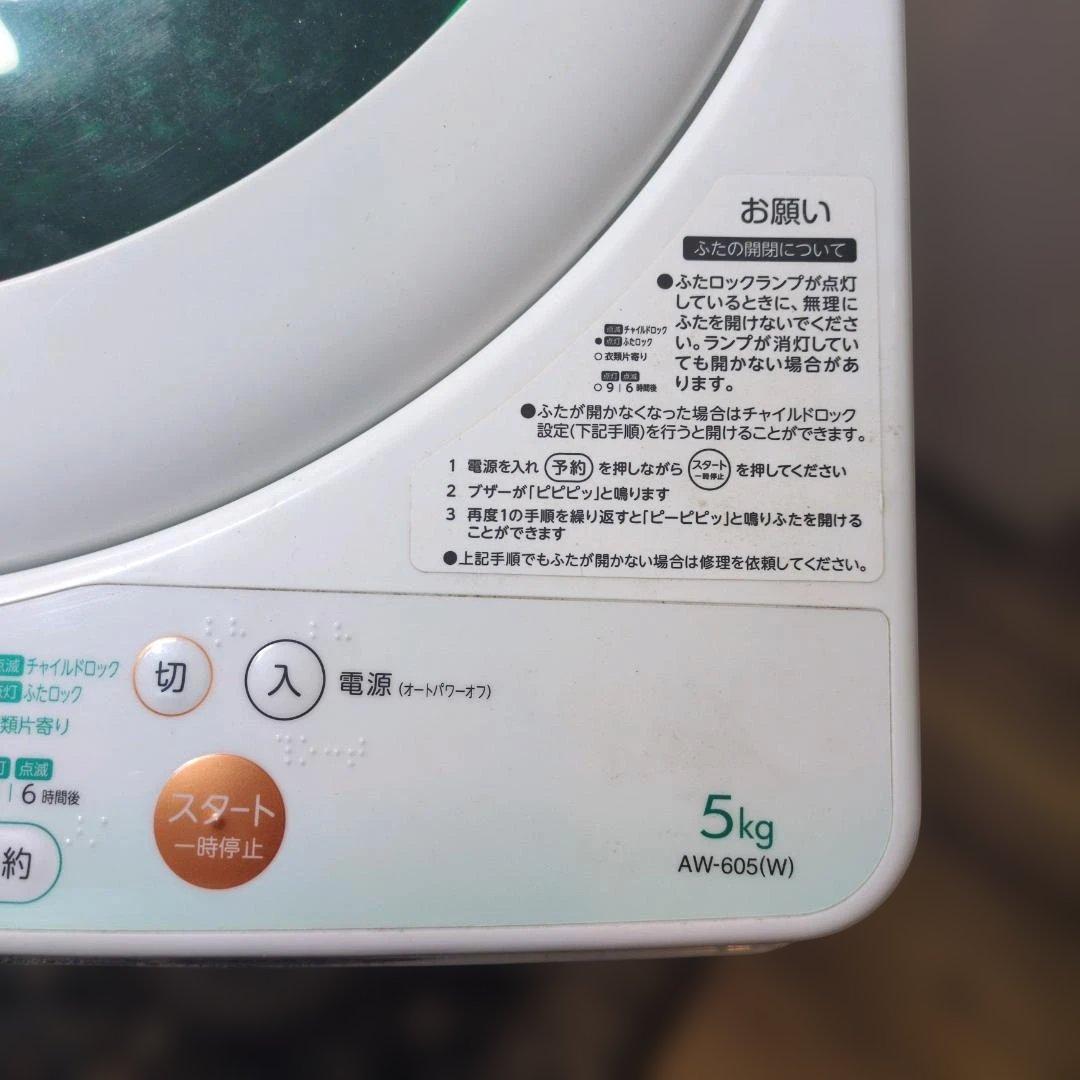 お願い
ふたの開閉について
●ふたロックランプが点灯
しているときに、無理に
ふたを開けないでくださ
い。ランプが消灯してい
ても開かない場合があ
ります。
点滅 チャイルドロック
点灯 ふたロック
衣類片寄り
点灯 点滅
9 | 6時間後
●ふたが開かなくなった場合はチャイルドロック
設定(下記手順)を行うと開けることができます。
1 電源を入れ 予約 を押しながら スタート 一時停止 を押してください
2 ブザーが「ピピピッ」と鳴ります
3 再度1の手順を繰り返すと「ピーピピッ」と鳴りふたを開ける
ことができます
●上記手順でもふたが開かない場合は修理を依頼してください。
点滅 チャイルドロック
灯 ふたロック
類片寄り
灯 点滅
| 6時間後
約
切
入
電源(オートパワーオフ)
スタート
一時停止
5kg
AW-605(W)